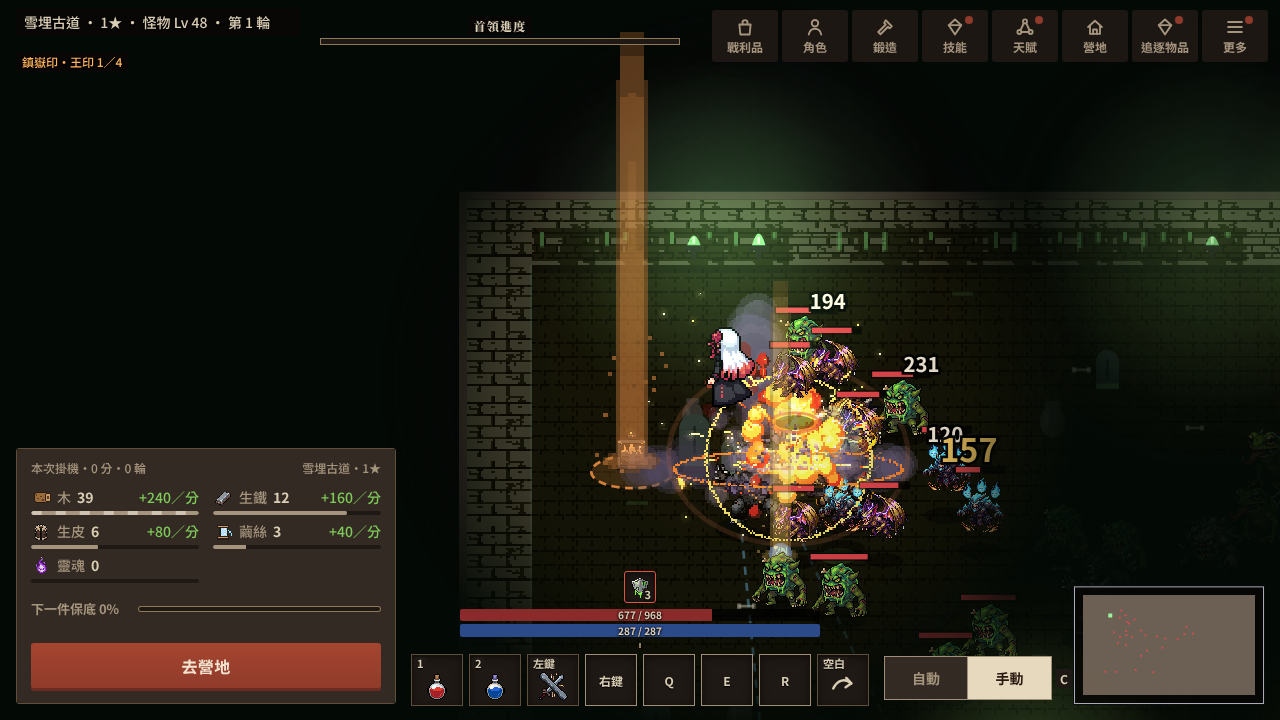 雪埋古道 • 1★ • 怪物 Lv 48 • 第 1 輪
首領進度
戰利品
角色
鍛造
技能
天賦
營地
追逐物品
更多
鎮嶽印・王印 1／4
194
231
120
157
本次掛機・0 分・0 輪
雪埋古道・1★
木 39 +240／分
生鐵 12 +160／分
生皮 6 +80／分
繭絲 3 +40／分
靈魂 0
下一件保底 0%
去營地
3
677 / 968
287 / 287
1
2
左鍵
右鍵
Q
E
R
空白
自動
手動
C